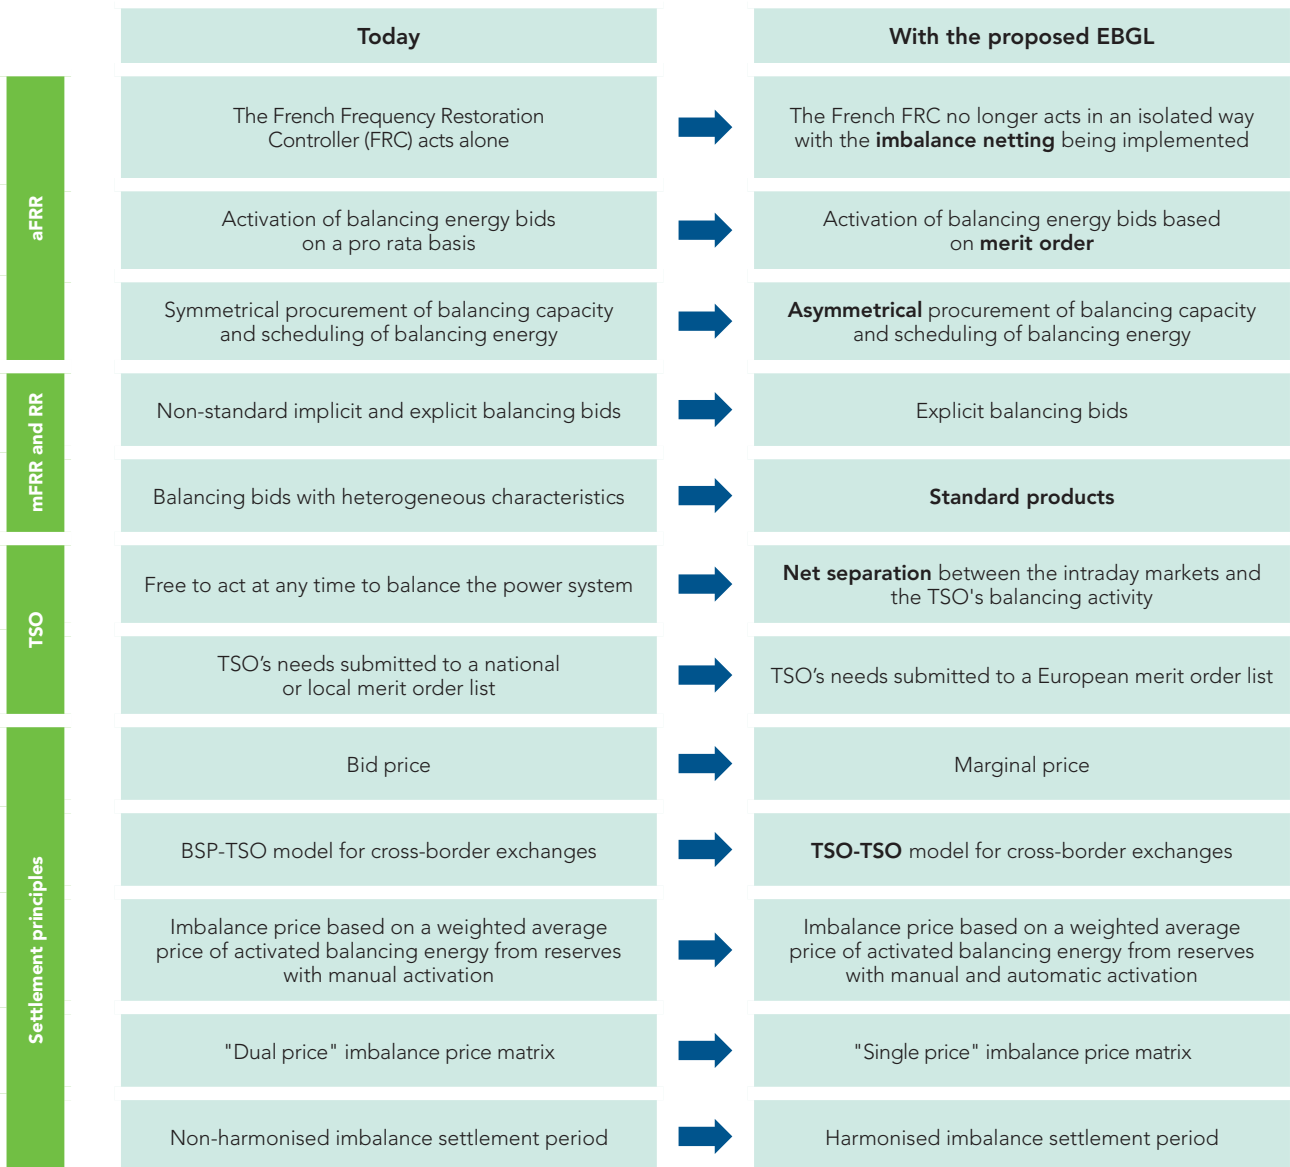 Today
With the proposed EBGL
aFRR
The French Frequency Restoration
Controller (FRC) acts alone
The French FRC no longer acts in an isolated way
with the imbalance netting being implemented
Activation of balancing energy bids
on a pro rata basis
Activation of balancing energy bids based
on merit order
Symmetrical procurement of balancing capacity
and scheduling of balancing energy
Asymmetrical procurement of balancing capacity
and scheduling of balancing energy
mFRR and RR
Non-standard implicit and explicit balancing bids
Explicit balancing bids
Balancing bids with heterogeneous characteristics
Standard products
TSO
Free to act at any time to balance the power system
Net separation between the intraday markets and
the TSO's balancing activity
TSO’s needs submitted to a national
or local merit order list
TSO’s needs submitted to a European merit order list
Settlement principles
Bid price
Marginal price
BSP-TSO model for cross-border exchanges
TSO-TSO model for cross-border exchanges
Imbalance price based on a weighted average
price of activated balancing energy from reserves
with manual activation
Imbalance price based on a weighted average
price of activated balancing energy from reserves
with manual and automatic activation
"Dual price" imbalance price matrix
"Single price" imbalance price matrix
Non-harmonised imbalance settlement period
Harmonised imbalance settlement period